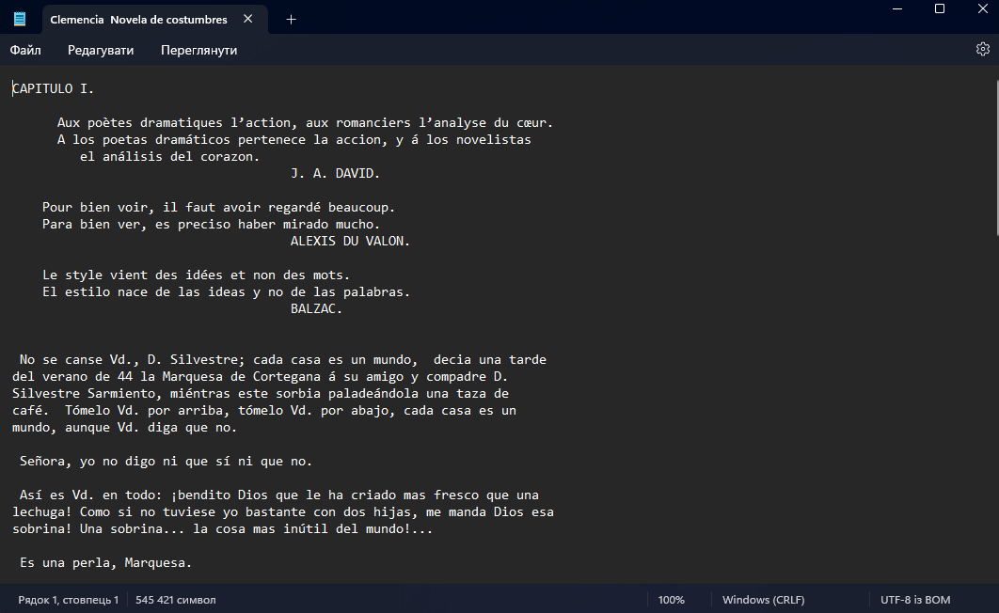 Clemencia  Novela de costumbres
Файл Редагувати Переглянути
CAPITULO I.
Aux poètes dramatiques l’action, aux romanciers l’analyse du cœur.
A los poetas dramáticos pertenece la accion, y á los novelistas
el análisis del corazon.
J. A. DAVID.
Pour bien voir, il faut avoir regardé beaucoup.
Para bien ver, es preciso haber mirado mucho.
ALEXIS DU VALON.
Le style vient des idées et non des mots.
El estilo nace de las ideas y no de las palabras.
BALZAC.
No se canse Vd., D. Silvestre; cada casa es un mundo,  decia una tarde
del verano de 44 la Marquesa de Cortegana á su amigo y compadre D.
Silvestre Sarmiento, miéntras este sorbia paladeándola una taza de
café.  Tómelo Vd. por arriba, tómelo Vd. por abajo, cada casa es un
mundo, aunque Vd. diga que no.
Señora, yo no digo ni que sí ni que no.
Así es Vd. en todo: ¡bendito Dios que le ha criado mas fresco que una
lechuga! Como si no tuviese yo bastante con dos hijas, me manda Dios esa
sobrina! Una sobrina... la cosa mas inútil del mundo!...
Es una perla, Marquesa.
Рядок 1, стовпець 1 545 421 символ 100% Windows (CRLF) UTF-8 із BOM